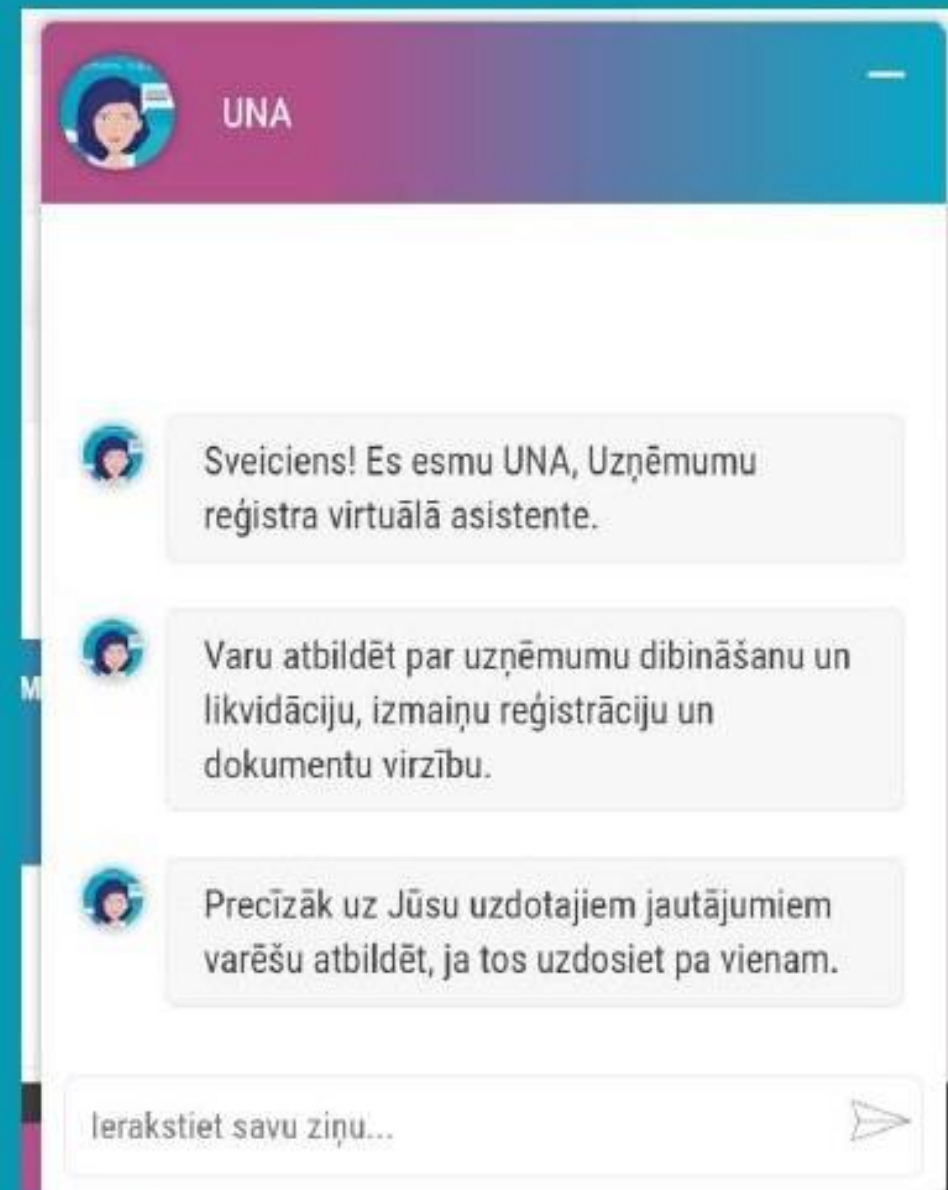 UNA
Sveiciens! Es esmu UNA, Uzņēmumu
reģistra virtuālā asistente.
Varu atbildēt par uzņēmumu dibināšanu un
likvidāciju, izmaiņu reģistrāciju un
dokumentu virzību.
M
Precīzāk uz Jūsu uzdotajiem jautājumiem
varēšu atbildēt, ja tos uzdosiet pa vienam.
Ierakstiet savu ziņu...